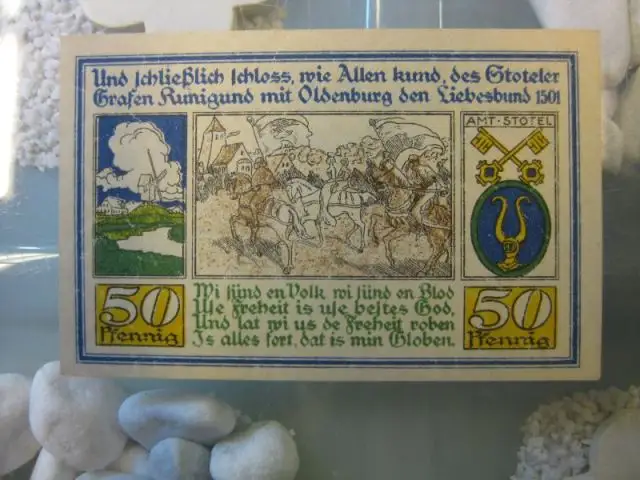 Und schließlich schloss, wie Allen kund, des Stoteler
Grafen Kunigund mit Oldenburg den Liebesbund 1501
AMT·STOTEL
50
Pfennig
Wi sünd en Volk wi sünd en Blod
Use Freiheit is use bestes God,
Und lat wi us de Freiheit roben
Is alles fort, dat is min Globen.
50
Pfennig